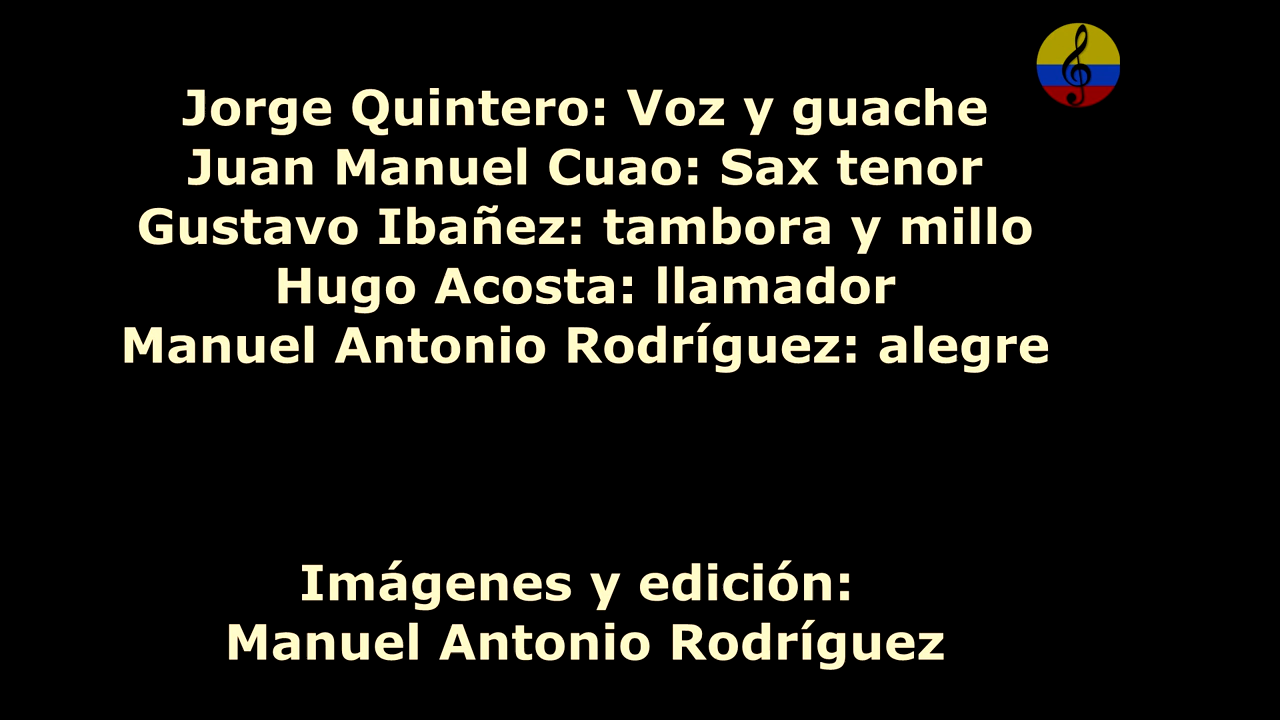 Jorge Quintero: Voz y guache
Juan Manuel Cuao: Sax tenor
Gustavo Ibañez: tambora y millo
Hugo Acosta: llamador
Manuel Antonio Rodríguez: alegre
Imágenes y edición:
Manuel Antonio Rodríguez